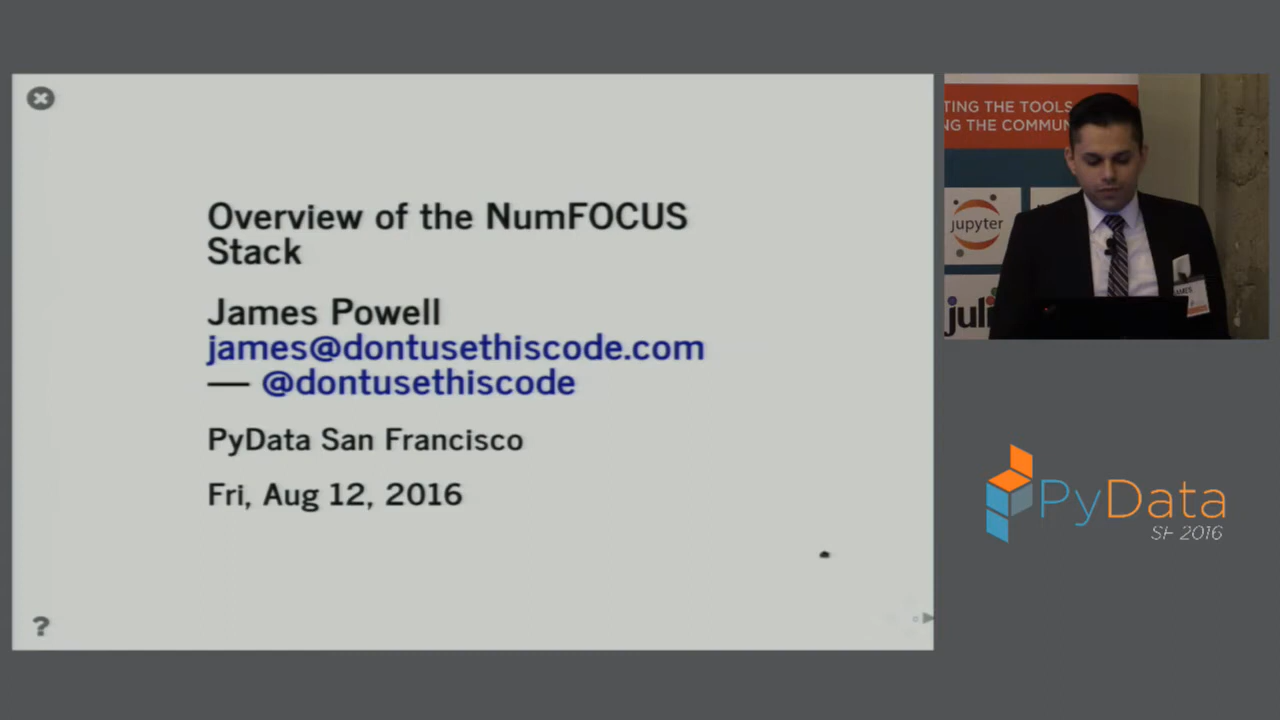 Overview of the NumFOCUS
Stack
James Powell
james@dontusethiscode.com
— @dontusethiscode
PyData San Francisco
Fri, Aug 12, 2016
?
TING THE TOOLS
NG THE COMMUN
jupyter
juli
PyData
SF 2016